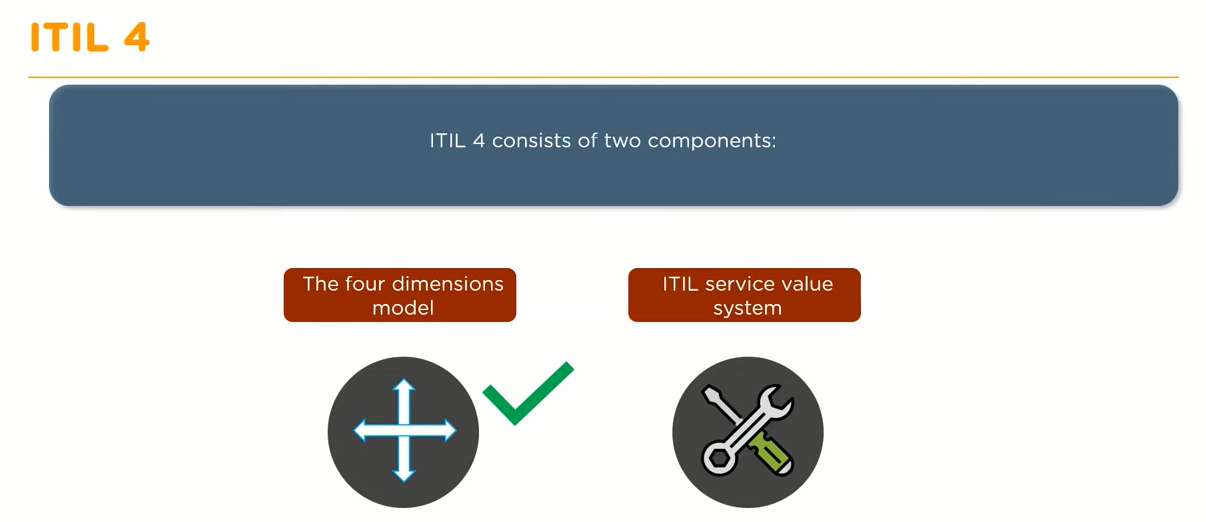 ITIL 4
ITIL 4 consists of two components:
The four dimensions
model
ITIL service value
system